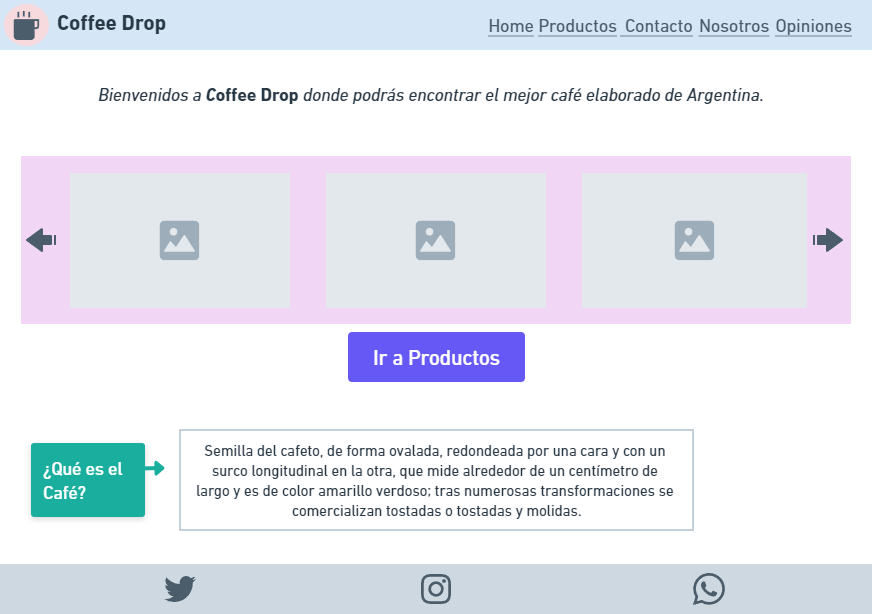 Coffee Drop
Home Productos Contacto Nosotros Opiniones
Bienvenidos a Coffee Drop donde podrás encontrar el mejor café elaborado de Argentina.
Ir a Productos
¿Qué es el
Café?
Semilla del cafeto, de forma ovalada, redondeada por una cara y con un
surco longitudinal en la otra, que mide alrededor de un centímetro de
largo y es de color amarillo verdoso; tras numerosas transformaciones se
comercializan tostadas o tostadas y molidas.